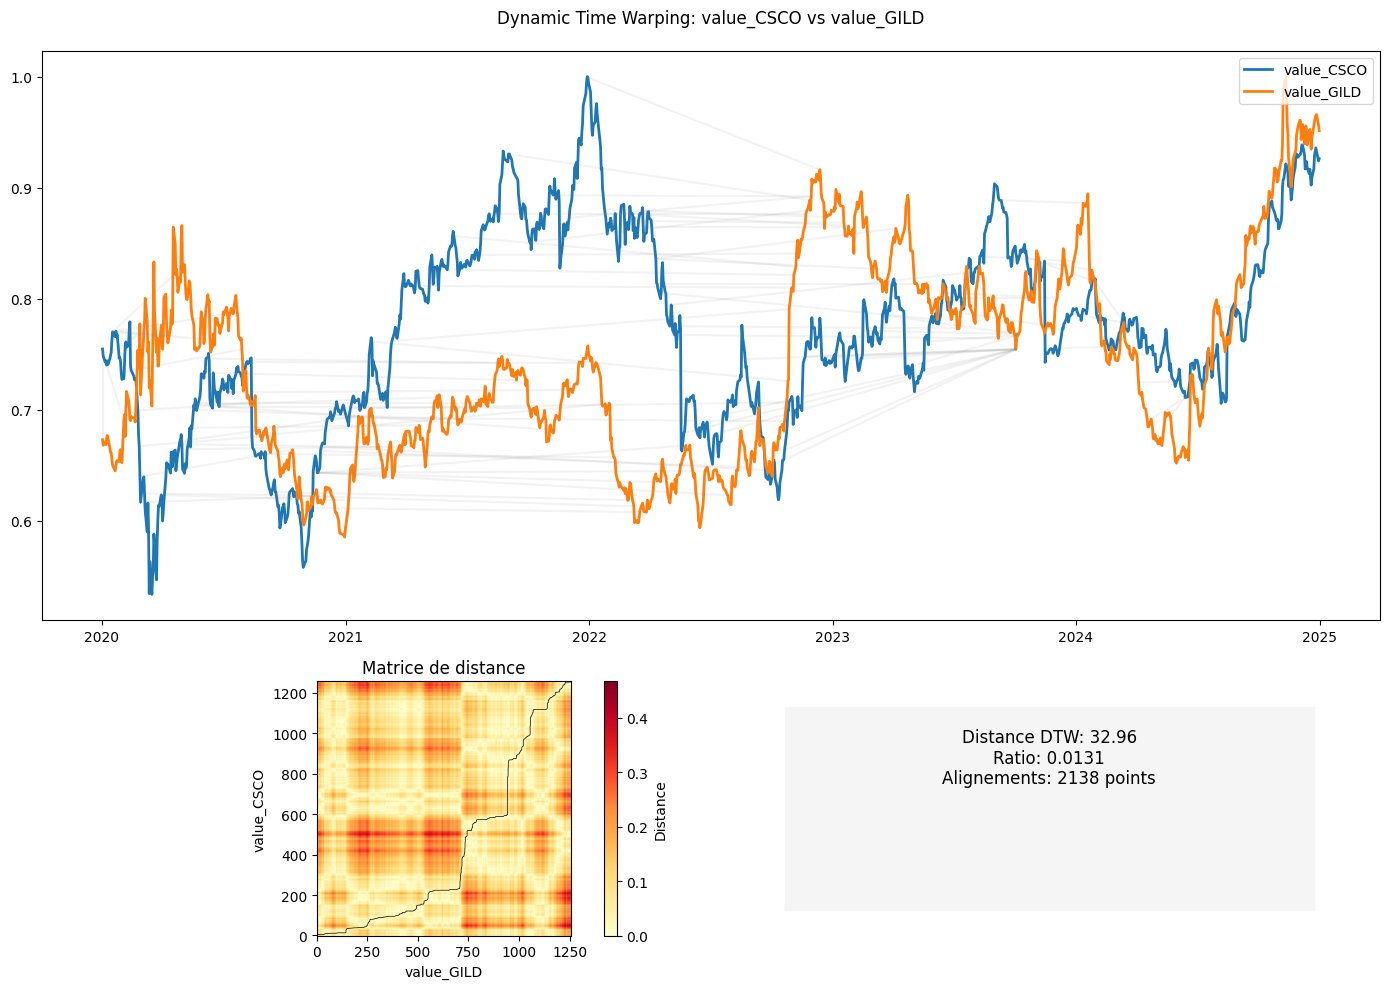 Dynamic Time Warping: value_CSCO vs value_GILD
value_CSCO
value_GILD
1.0
0.9
0.8
0.7
0.6
2020 2021 2022 2023 2024 2025
Matrice de distance
value_CSCO
1200
1000
800
600
400
200
0
0 250 500 750 1000 1250
value_GILD
0.4
0.3
0.2
0.1
0.0
Distance
Distance DTW: 32.96
Ratio: 0.0131
Alignements: 2138 points